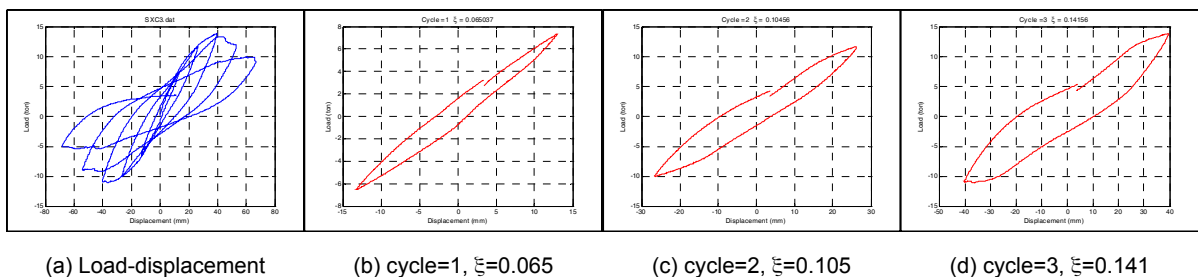 SXC3.dat
Load (ton)
15
10
5
0
-5
-10
-15
-80 -60 -40 -20 0 20 40 60 80
Displacement (mm)
Cycle=1 ξ = 0.065037
Load (ton)
8
6
4
2
0
-2
-4
-6
-8
-15 -10 -5 0 5 10 15
Displacement (mm)
Cycle=2 ξ = 0.10456
Load (ton)
15
10
5
0
-5
-10
-15
-30 -20 -10 0 10 20 30
Displacement (mm)
Cycle=3 ξ = 0.14156
Load (ton)
15
10
5
0
-5
-10
-15
-50 -40 -30 -20 -10 0 10 20 30 40
Displacement (mm)
(a) Load-displacement
(b) cycle=1, ξ=0.065
(c) cycle=2, ξ=0.105
(d) cycle=3, ξ=0.141